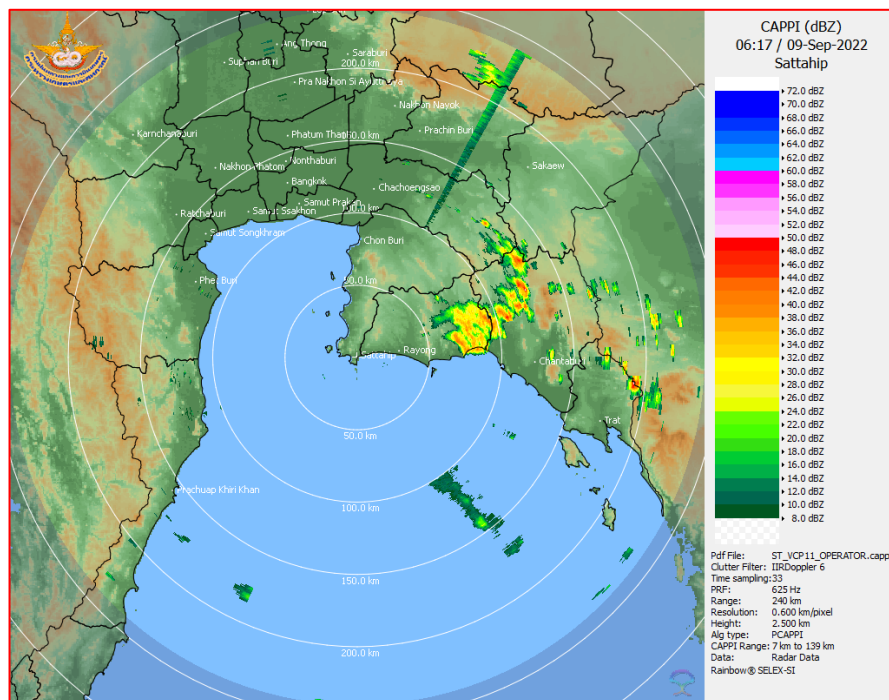 CAPPI (dBZ)
06:17 / 09-Sep-2022
Sattahip
72.0 dBZ
70.0 dBZ
68.0 dBZ
66.0 dBZ
64.0 dBZ
62.0 dBZ
60.0 dBZ
58.0 dBZ
56.0 dBZ
54.0 dBZ
52.0 dBZ
50.0 dBZ
48.0 dBZ
46.0 dBZ
44.0 dBZ
42.0 dBZ
40.0 dBZ
38.0 dBZ
36.0 dBZ
34.0 dBZ
32.0 dBZ
30.0 dBZ
28.0 dBZ
26.0 dBZ
24.0 dBZ
22.0 dBZ
20.0 dBZ
18.0 dBZ
16.0 dBZ
14.0 dBZ
12.0 dBZ
10.0 dBZ
8.0 dBZ
Pdf File: ST_VCP11_OPERATOR.capp
Clutter Filter: IIRDoppler 6
Time sampling:33
PRF: 625 Hz
Range: 240 km
Resolution: 0.600 km/pixel
Height: 2.500 km
Alg type: PCAPPI
CAPPI Range: 7 km to 139 km
Data: Radar Data
Rainbow® SELEX-SI
Ang Thong
Saraburi
Suphan Buri
200.0 km
Pra Nakhon Si Ayutthaya
Nakhon Nayok
Karnchanaburi
Phatum Thani
Prachin Buri
Nonthaburi
Nakhon Phatom
Sakaew
Bangkok
Chachoengsao
Samut Prakan
Ratchaburi
Samut Ssakhon
100.0 km
Samut Songkhram
Chon Buri
Phet Buri
50.0 km
Rayong
Sattahip
Chantaburi
Trat
50.0 km
Prachuap Khiri Khan
100.0 km
150.0 km
200.0 km